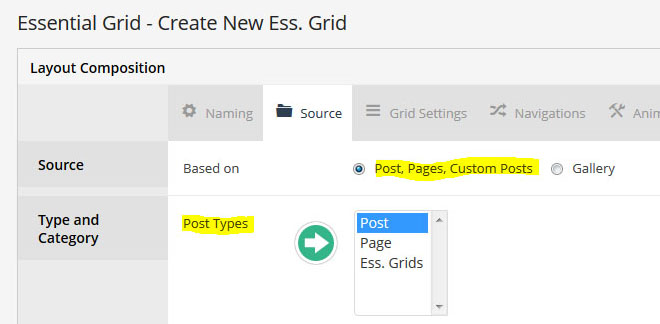 Essential Grid - Create New Ess. Grid
Layout Composition
Naming Source Grid Settings Navigations Anim
Source Based on Post, Pages, Custom Posts Gallery
Type and Category Post Types Post
Page
Ess. Grids